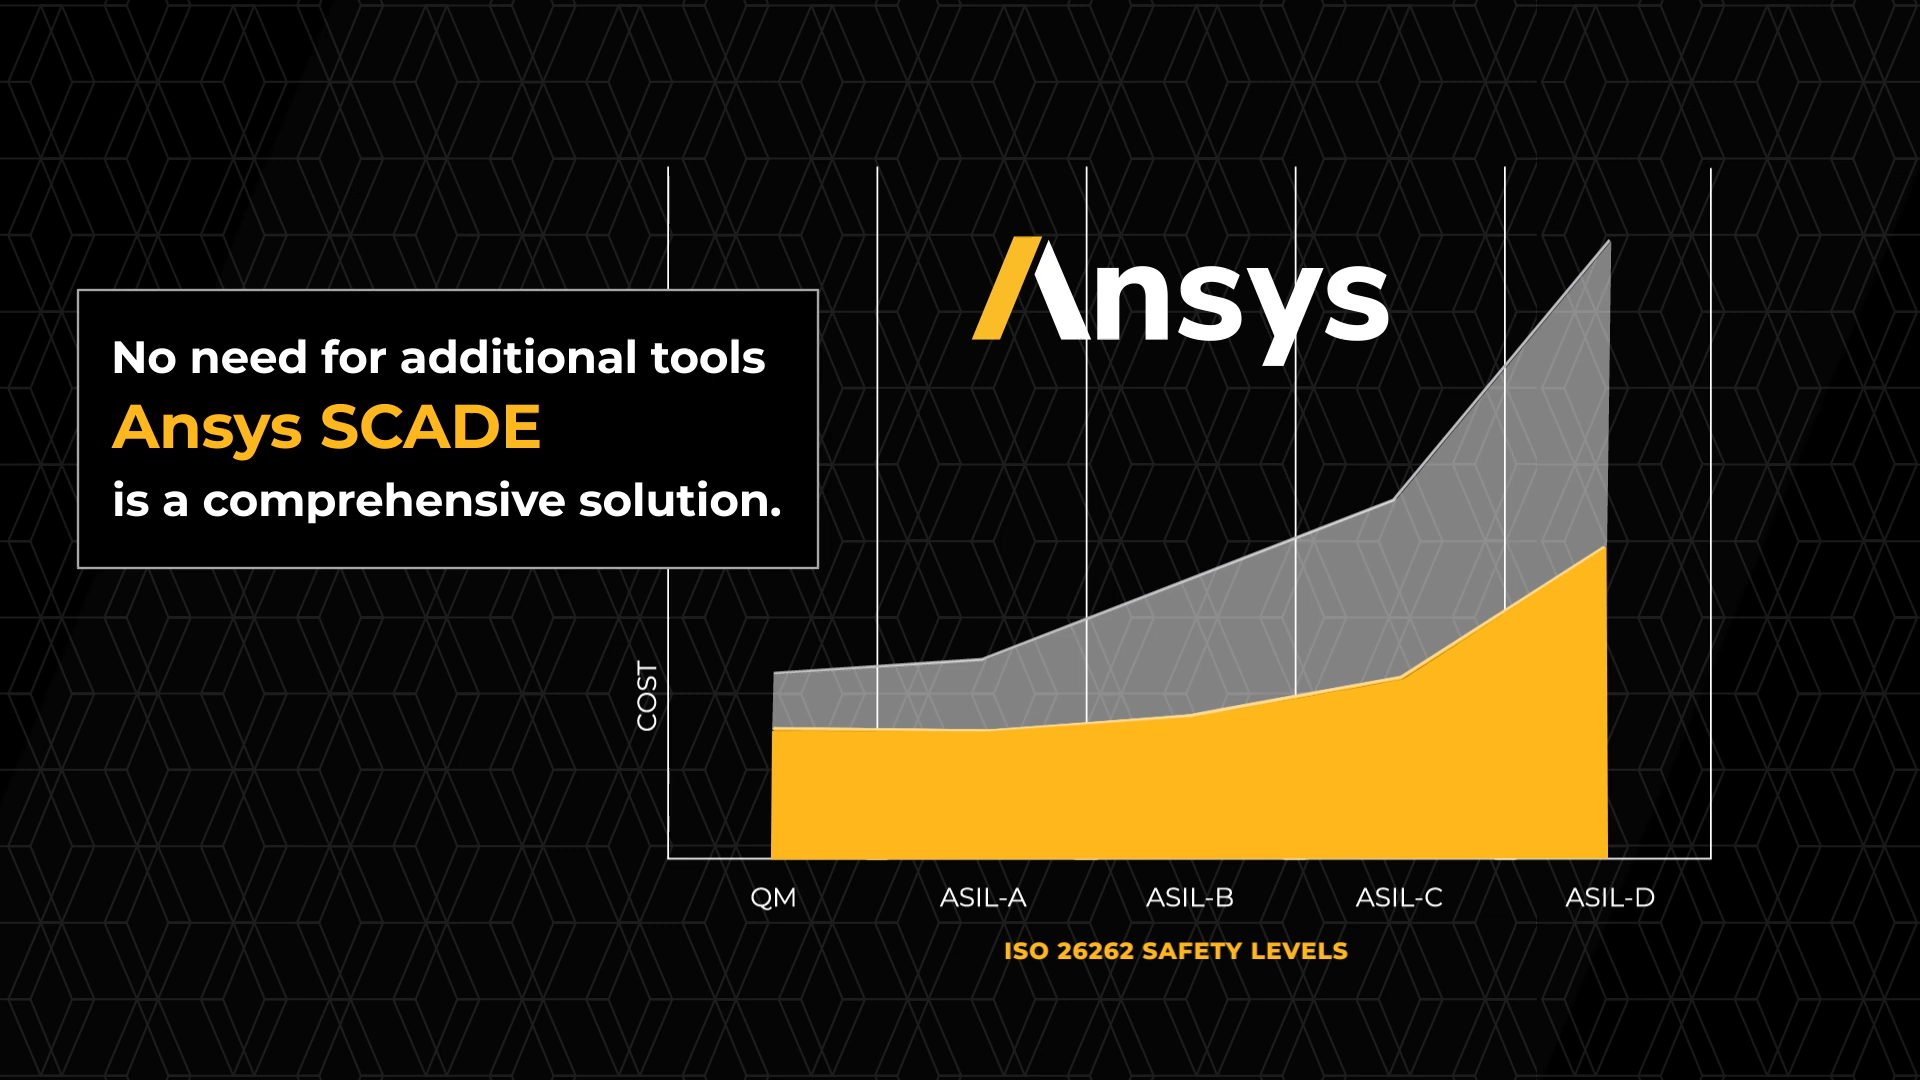 Ansys
No need for additional tools
Ansys SCADE
is a comprehensive solution.
COST
QM
ASIL-A
ASIL-B
ASIL-C
ASIL-D
ISO 26262 SAFETY LEVELS